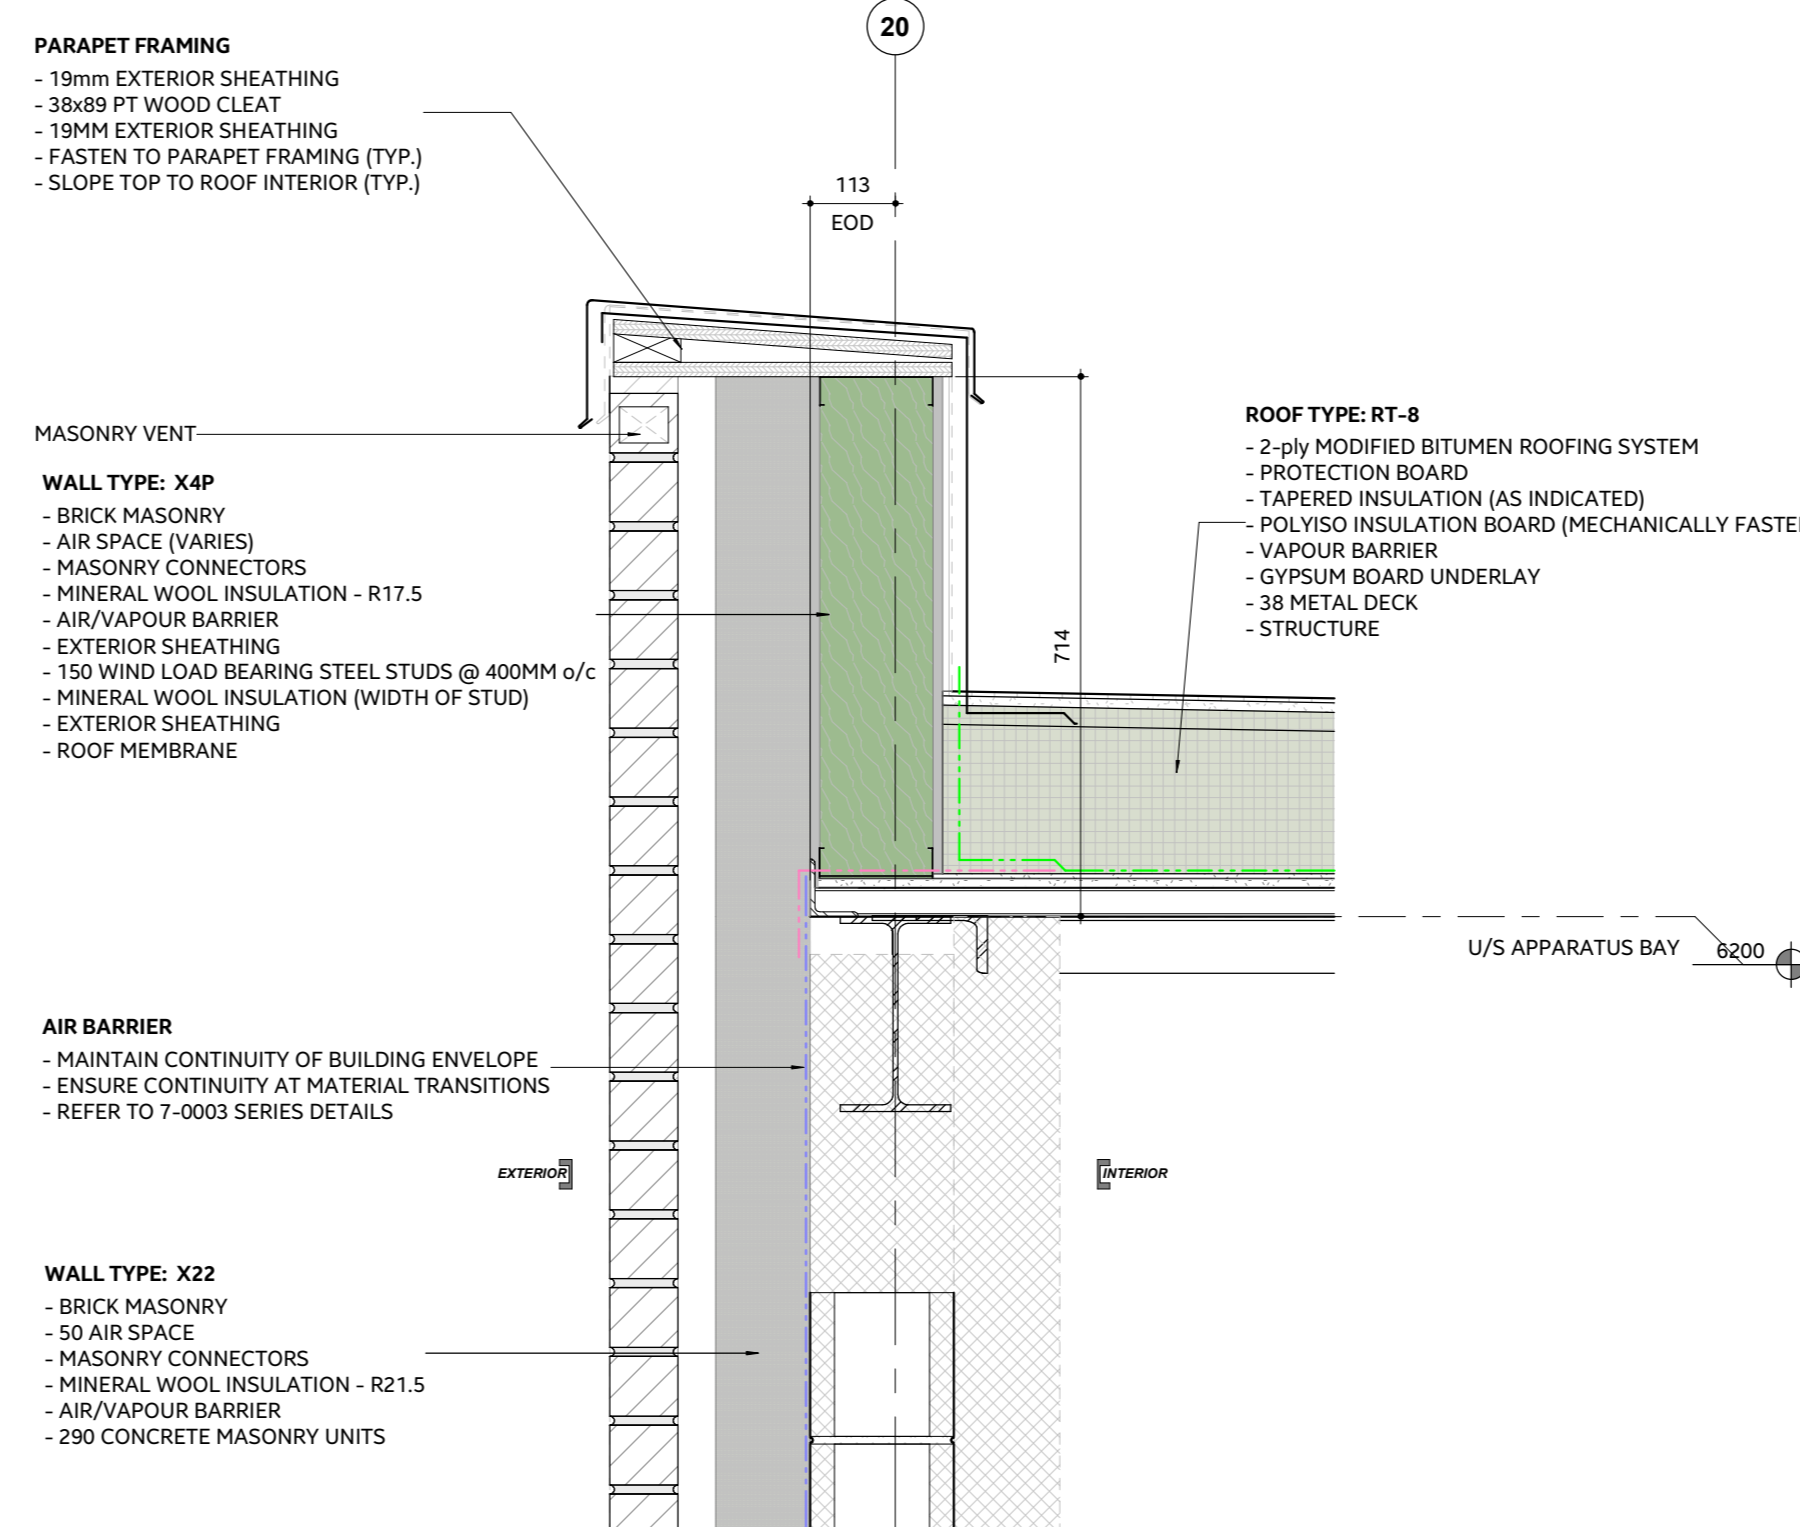 20
PARAPET FRAMING
- 19mm EXTERIOR SHEATHING
- 38x89 PT WOOD CLEAT
- 19MM EXTERIOR SHEATHING
- FASTEN TO PARAPET FRAMING (TYP.)
- SLOPE TOP TO ROOF INTERIOR (TYP.)
113
EOD
MASONRY VENT
WALL TYPE: X4P
- BRICK MASONRY
- AIR SPACE (VARIES)
- MASONRY CONNECTORS
- MINERAL WOOL INSULATION - R17.5
- AIR/VAPOUR BARRIER
- EXTERIOR SHEATHING
- 150 WIND LOAD BEARING STEEL STUDS @ 400MM o/c
- MINERAL WOOL INSULATION (WIDTH OF STUD)
- EXTERIOR SHEATHING
- ROOF MEMBRANE
714
ROOF TYPE: RT-8
- 2-ply MODIFIED BITUMEN ROOFING SYSTEM
- PROTECTION BOARD
- TAPERED INSULATION (AS INDICATED)
- POLYISO INSULATION BOARD (MECHANICALLY FASTE
- VAPOUR BARRIER
- GYPSUM BOARD UNDERLAY
- 38 METAL DECK
- STRUCTURE
U/S APPARATUS BAY 6200
AIR BARRIER
- MAINTAIN CONTINUITY OF BUILDING ENVELOPE
- ENSURE CONTINUITY AT MATERIAL TRANSITIONS
- REFER TO 7-0003 SERIES DETAILS
EXTERIOR
INTERIOR
WALL TYPE: X22
- BRICK MASONRY
- 50 AIR SPACE
- MASONRY CONNECTORS
- MINERAL WOOL INSULATION - R21.5
- AIR/VAPOUR BARRIER
- 290 CONCRETE MASONRY UNITS